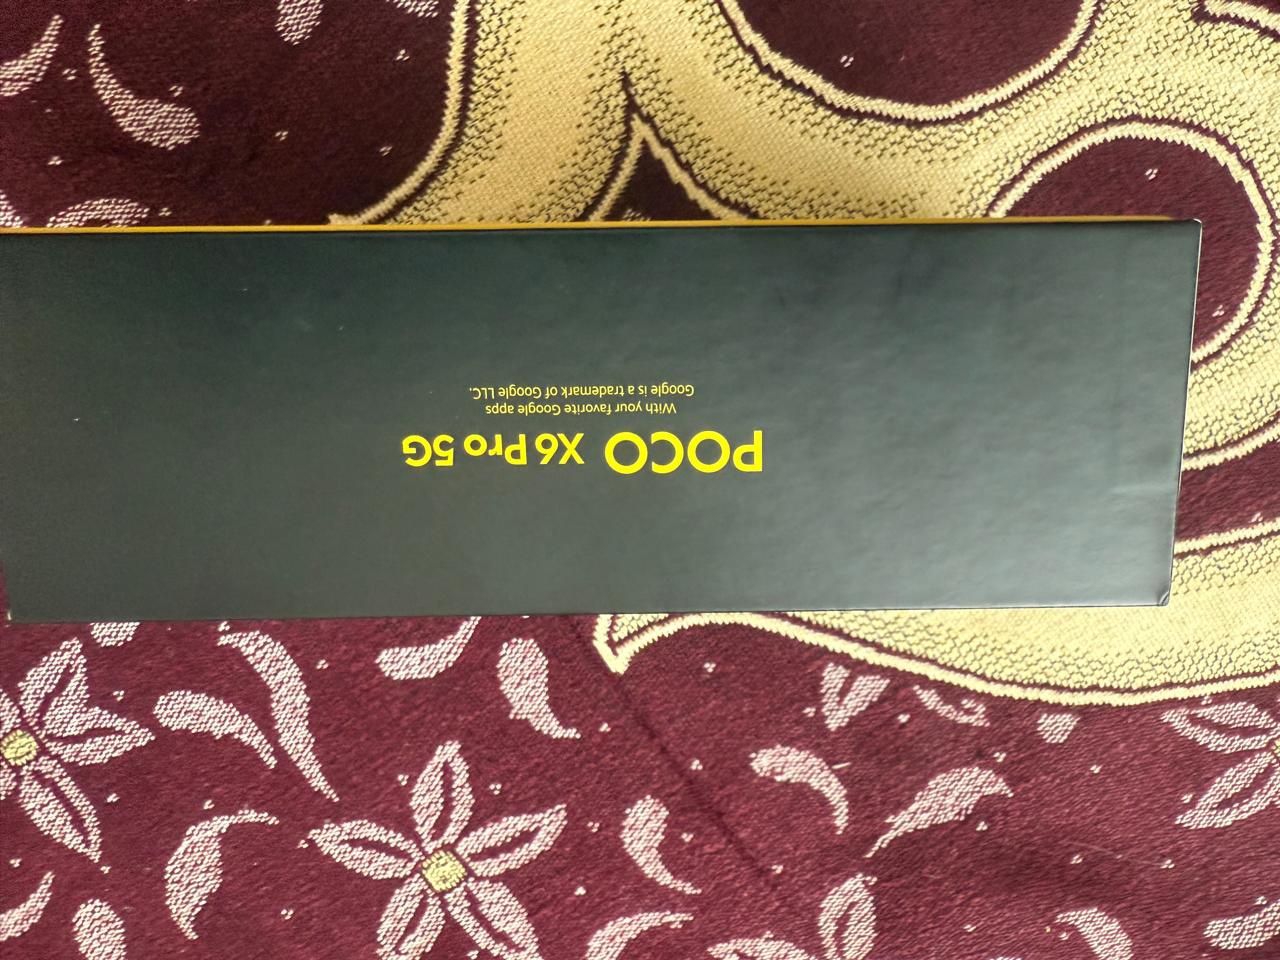 POCO X6 Pro 5G
With your favorite Google apps
Google is a trademark of Google LLC.